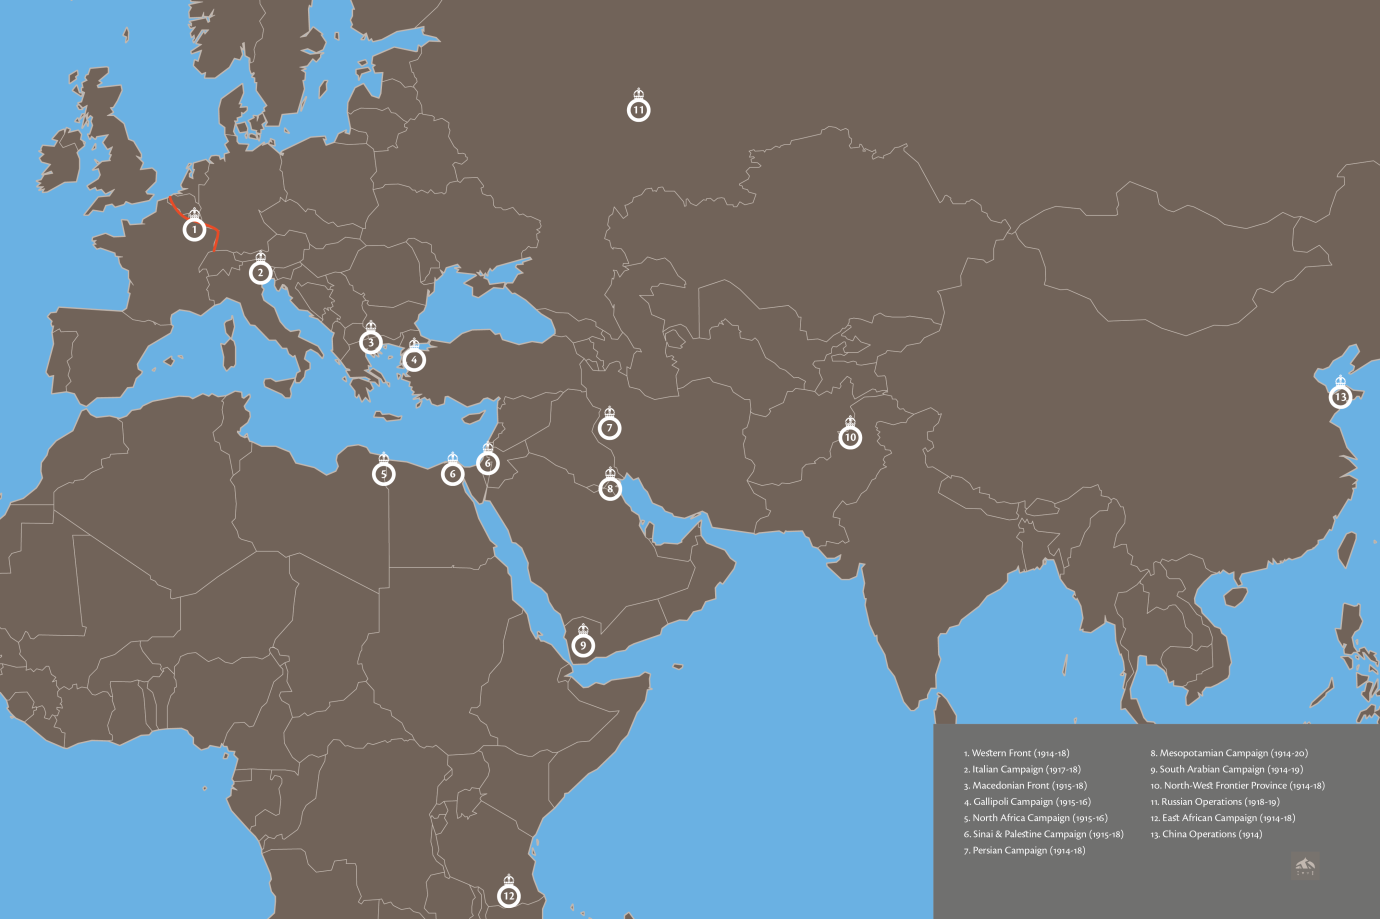 11
1
2
3
4
13
7
10
5
6
6
8
9
12
1. Western Front (1914-18)
2. Italian Campaign (1917-18)
3. Macedonian Front (1915-18)
4. Gallipoli Campaign (1915-16)
5. North Africa Campaign (1915-16)
6. Sinai & Palestine Campaign (1915-18)
7. Persian Campaign (1914-18)
8. Mesopotamian Campaign (1914-20)
9. South Arabian Campaign (1914-19)
10. North-West Frontier Province (1914-18)
11. Russian Operations (1918-19)
12. East African Campaign (1914-18)
13. China Operations (1914)